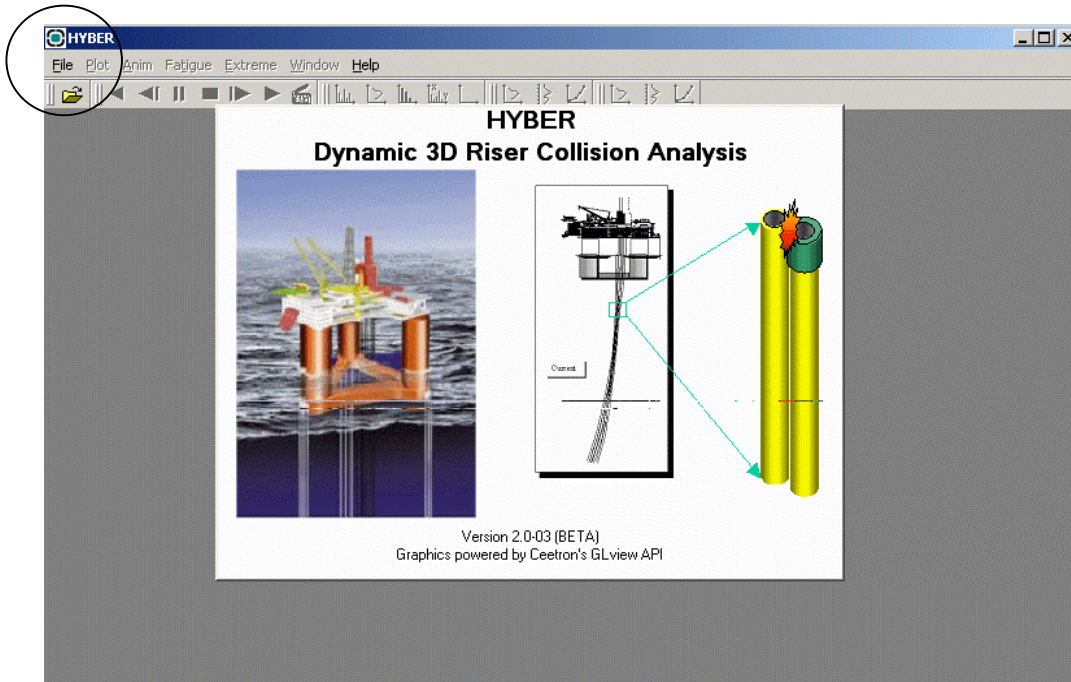 HYBER
File Plot Anim Fatigue Extreme Window Help
HYBER
Dynamic 3D Riser Collision Analysis
Current
Version 2.0-03 (BETA)
Graphics powered by Ceetron's GLview API